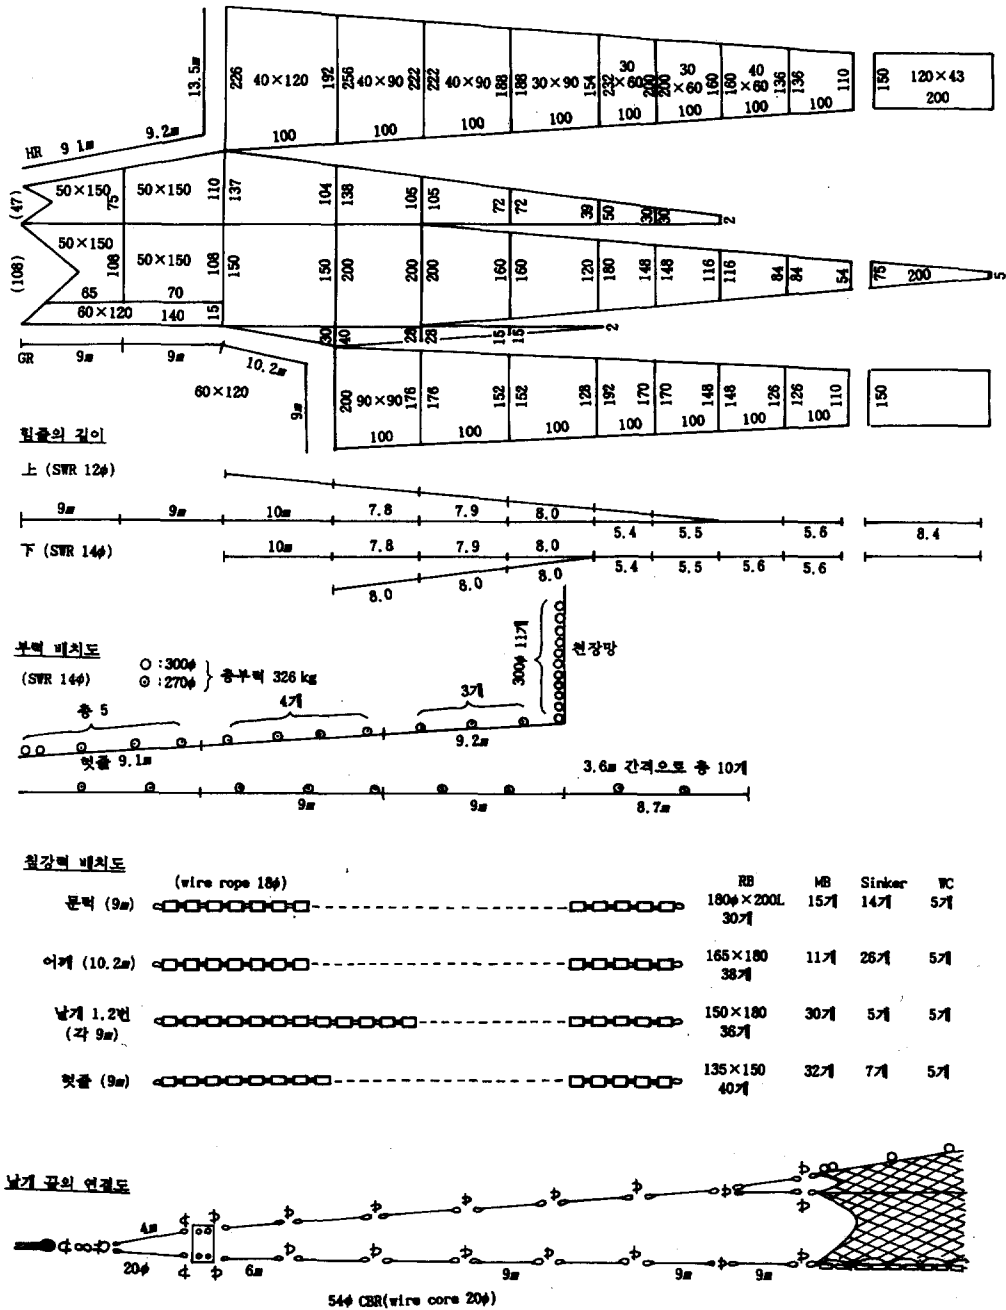 13.5m
226
40×120
192
256
40×90
222
222
40×90
188
188
30×90
154
232
30
×60
200
200
30
×60
160
160
40
×60
136
136
110
150
120×43
200
100
100
100
100
100
100
100
100
HR 9 1m 9.2m
(47)
50×150
75
50×150
110
137
104
138
105
105
72
72
39
50
30
30
2
(108)
50×150
108
50×150
108
150
150
200
200
200
160
160
120
180
148
148
116
116
84
84
54
75
200
5
65
70
60×120
140
15
30
40
28
28
15
15
2
GR 9m 9m
10.2m
9m
60×120
200
90×90
176
176
152
152
128
192
170
170
148
148
126
126
110
150
100
100
100
100
100
100
100
힘줄의 길이
上 (SWR 12ϕ)
9m 9m 10m 7.8 7.9 8.0 5.4 5.5 5.6 8.4
下 (SWR 14ϕ)
10m 7.8 7.9 8.0 5.4 5.5 5.6 5.6
8.0 8.0 8.0
부력 배치도
(SWR 14ϕ)
○ :300ϕ
⊙ :270ϕ
총부력 326 kg
300ϕ 11개
천장망
총 5
4개
3개
헛줄 9.1m
9.2m
3.6m 간격으로 총 10개
9m 9m 8.7m
침강력 배치도
(wire rope 18ϕ)
RB MB Sinker WC
문턱 (9m) 180ϕ×200L 15개 14개 5개
30개
어깨 (10.2m) 165×180 11개 26개 5개
38개
날개 1.2번 150×180 30개 5개 5개
(각 9m) 36개
헛줄 (9m) 135×150 32개 7개 5개
40개
날개 끝의 연결도
4m
20ϕ
6m
9m
9m
9m
54ϕ CBR(wire core 20ϕ)